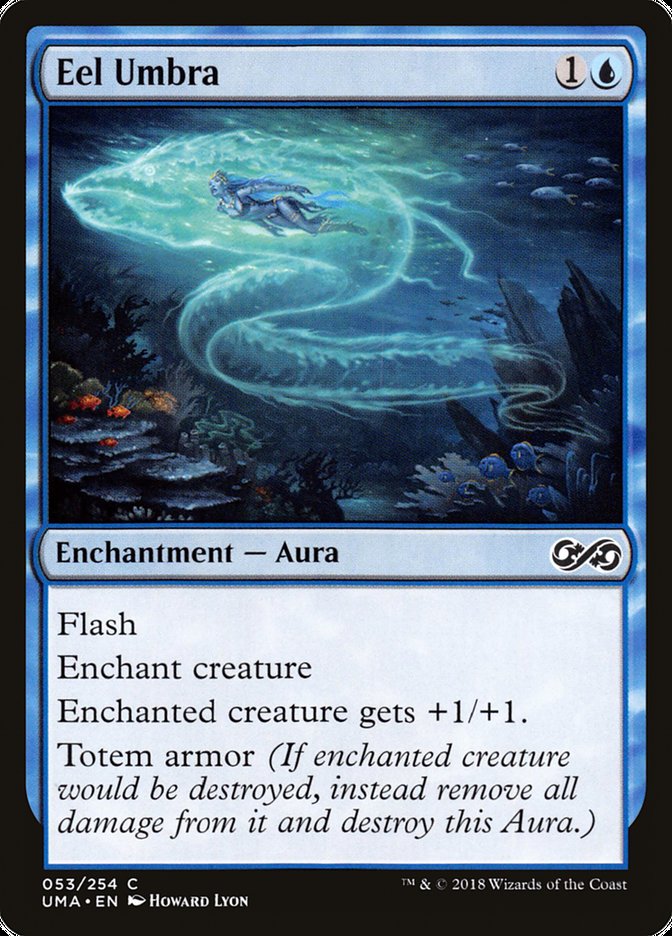 Eel Umbra 1
Enchantment — Aura
Flash
Enchant creature
Enchanted creature gets +1/+1.
Totem armor (If enchanted creature
would be destroyed, instead remove all
damage from it and destroy this Aura.)
053/254 C
™ & © 2018 Wizards of the Coast
UMA • EN Howard Lyon